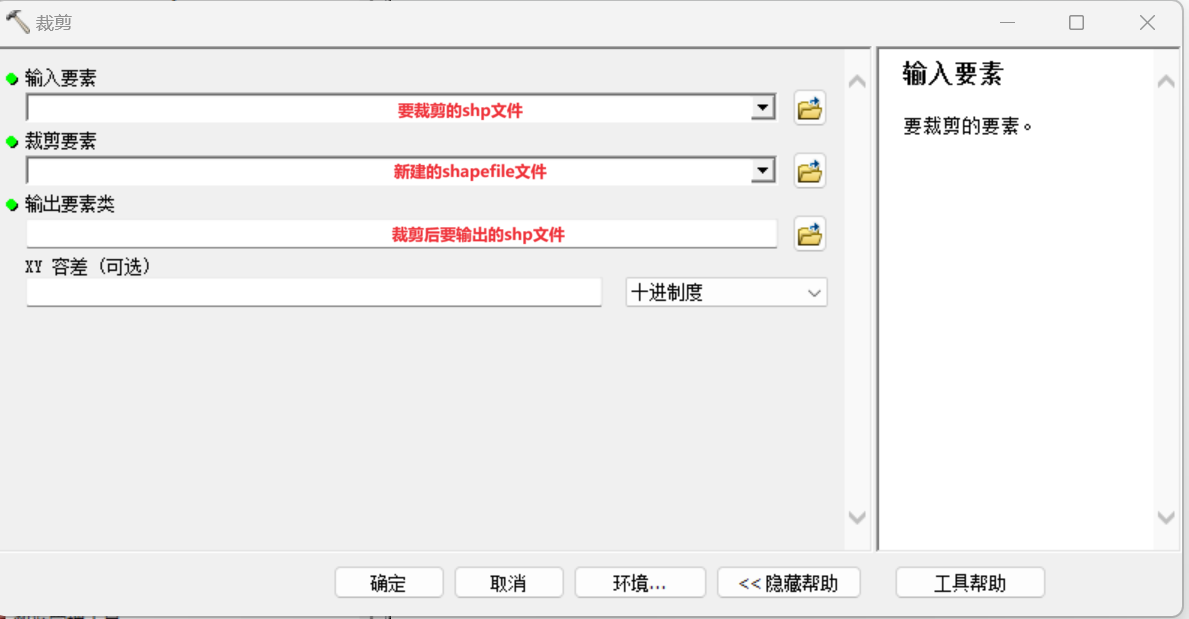 裁剪
输入要素
要裁剪的shp文件
裁剪要素
新建的shapefile文件
输出要素类
裁剪后要输出的shp文件
XY 容差（可选）
十进制度
输入要素
要裁剪的要素。
确定
取消
环境...
<< 隐藏帮助
工具帮助